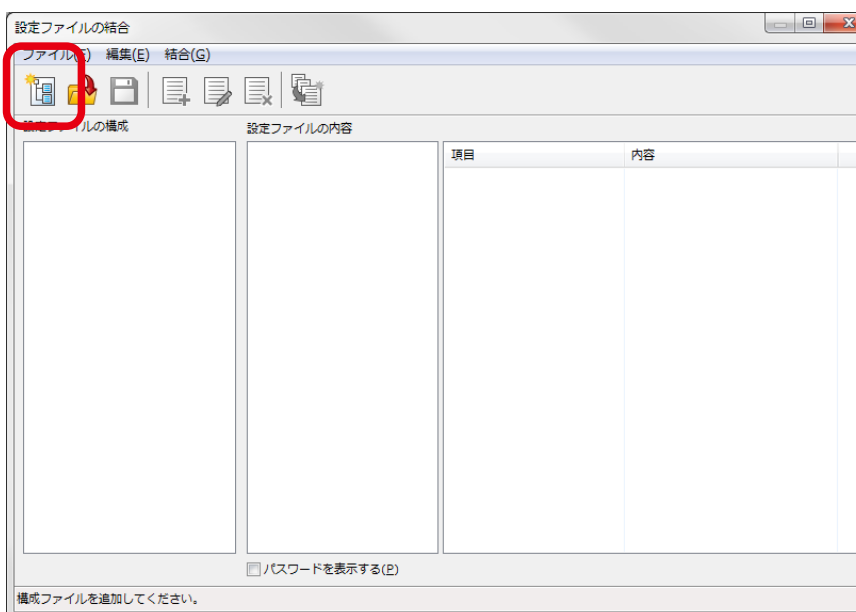 設定ファイルの結合
ファイル(F) 編集(E) 結合(G)
設定ファイルの構成
設定ファイルの内容
項目 内容
パスワードを表示する(P)
構成ファイルを追加してください。